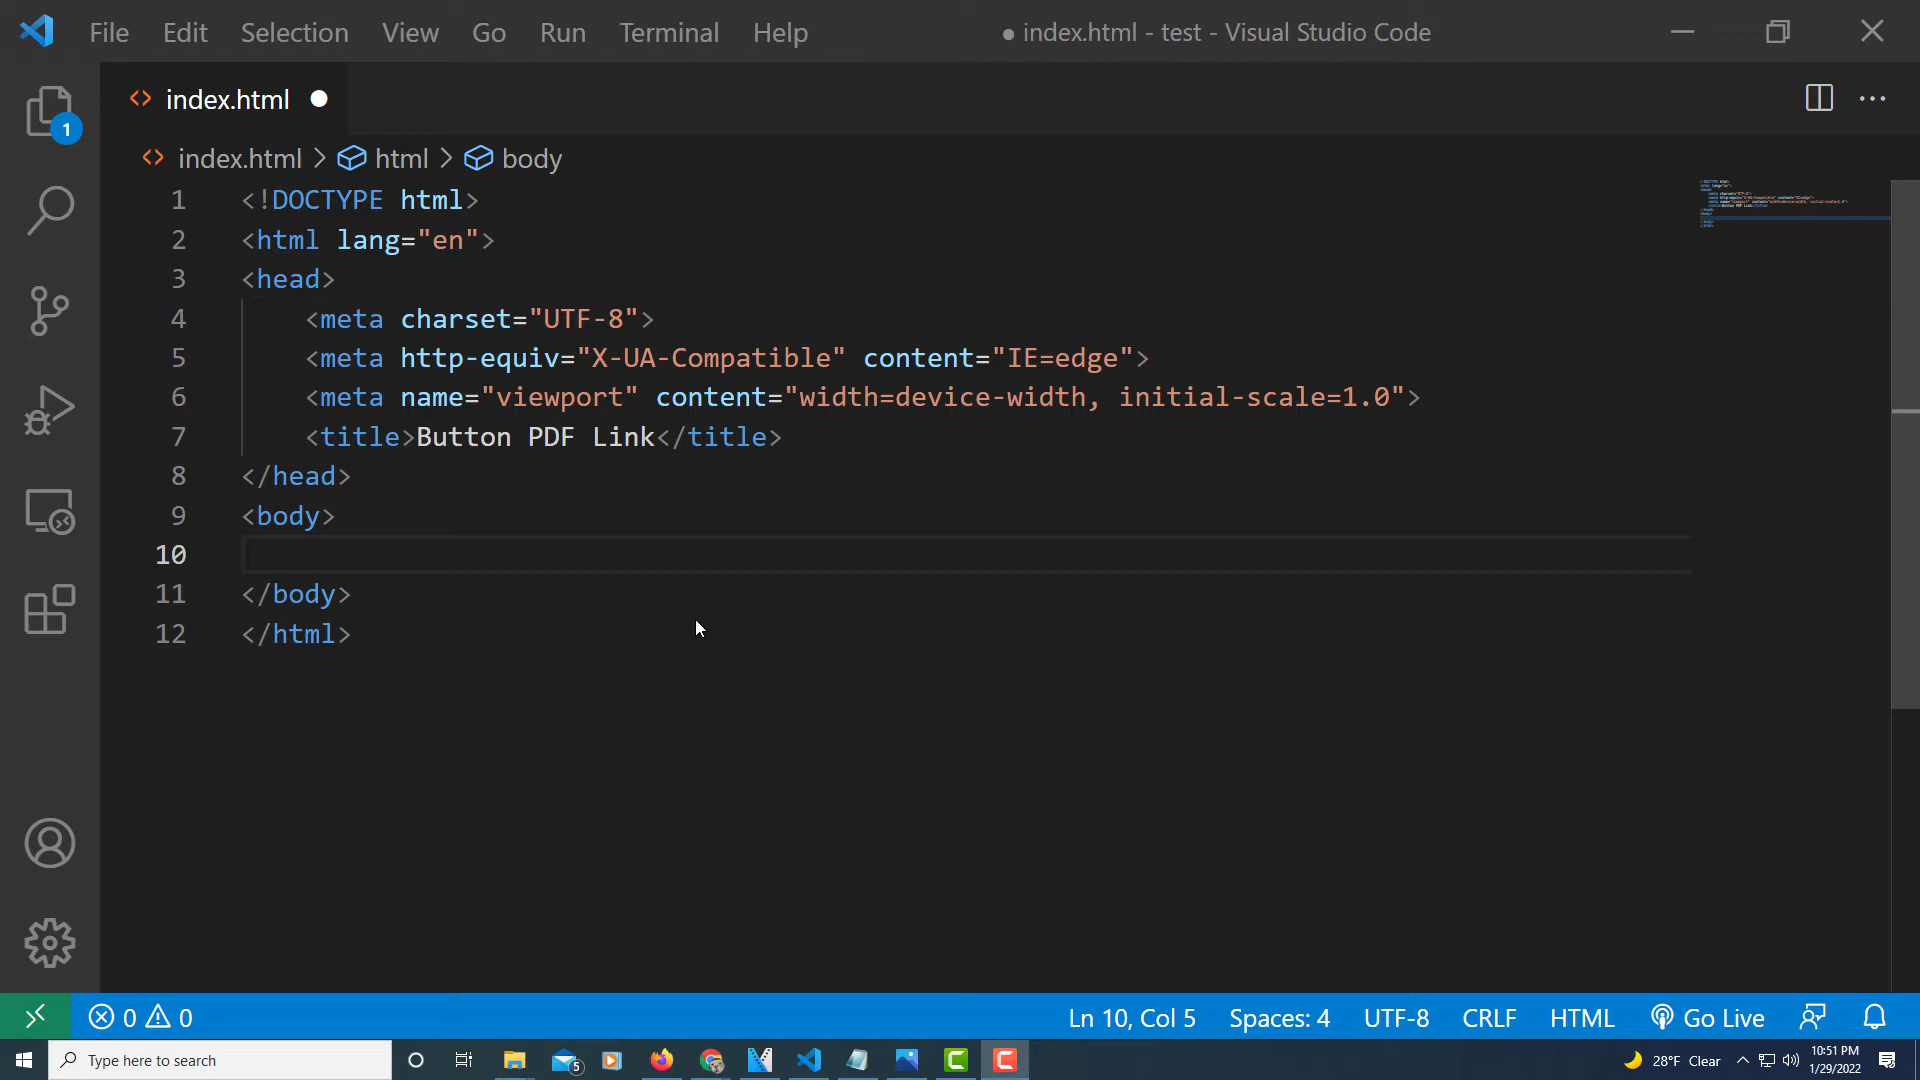 File Edit Selection View Go Run Terminal Help ● index.html - test - Visual Studio Code
index.html
1
index.html > html > body
1 <!DOCTYPE html>
2 <html lang="en">
3 <head>
4 <meta charset="UTF-8">
5 <meta http-equiv="X-UA-Compatible" content="IE=edge">
6 <meta name="viewport" content="width=device-width, initial-scale=1.0">
7 <title>Button PDF Link</title>
8 </head>
9 <body>
10
11 </body>
12 </html>
0 0 Ln 10, Col 5 Spaces: 4 UTF-8 CRLF HTML Go Live
Type here to search 5 28°F Clear 10:51 PM
1/29/2022